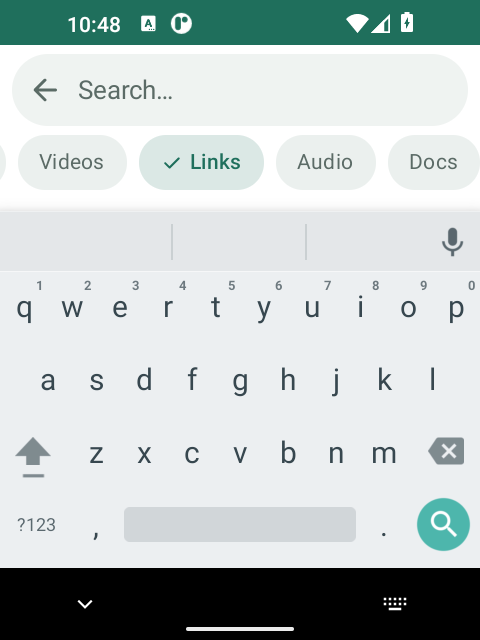 10:48
Search…
Videos
Links
Audio
Docs
1 2 3 4 5 6 7 8 9 0
q w e r t y u i o p
a s d f g h j k l
z x c v b n m
?123 , .